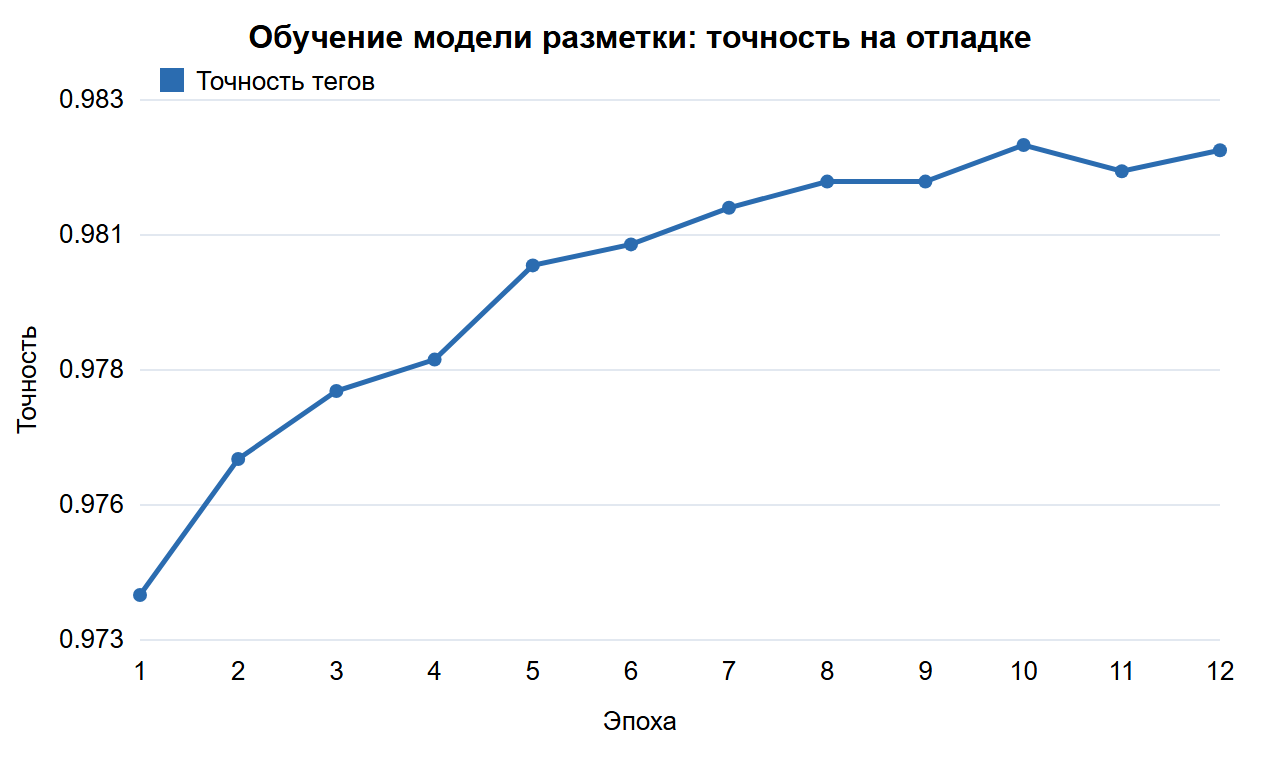 Обучение модели разметки: точность на отладке
Точность тегов
0.983
0.981
0.978
0.976
0.973
Точность
1 2 3 4 5 6 7 8 9 10 11 12
Эпоха